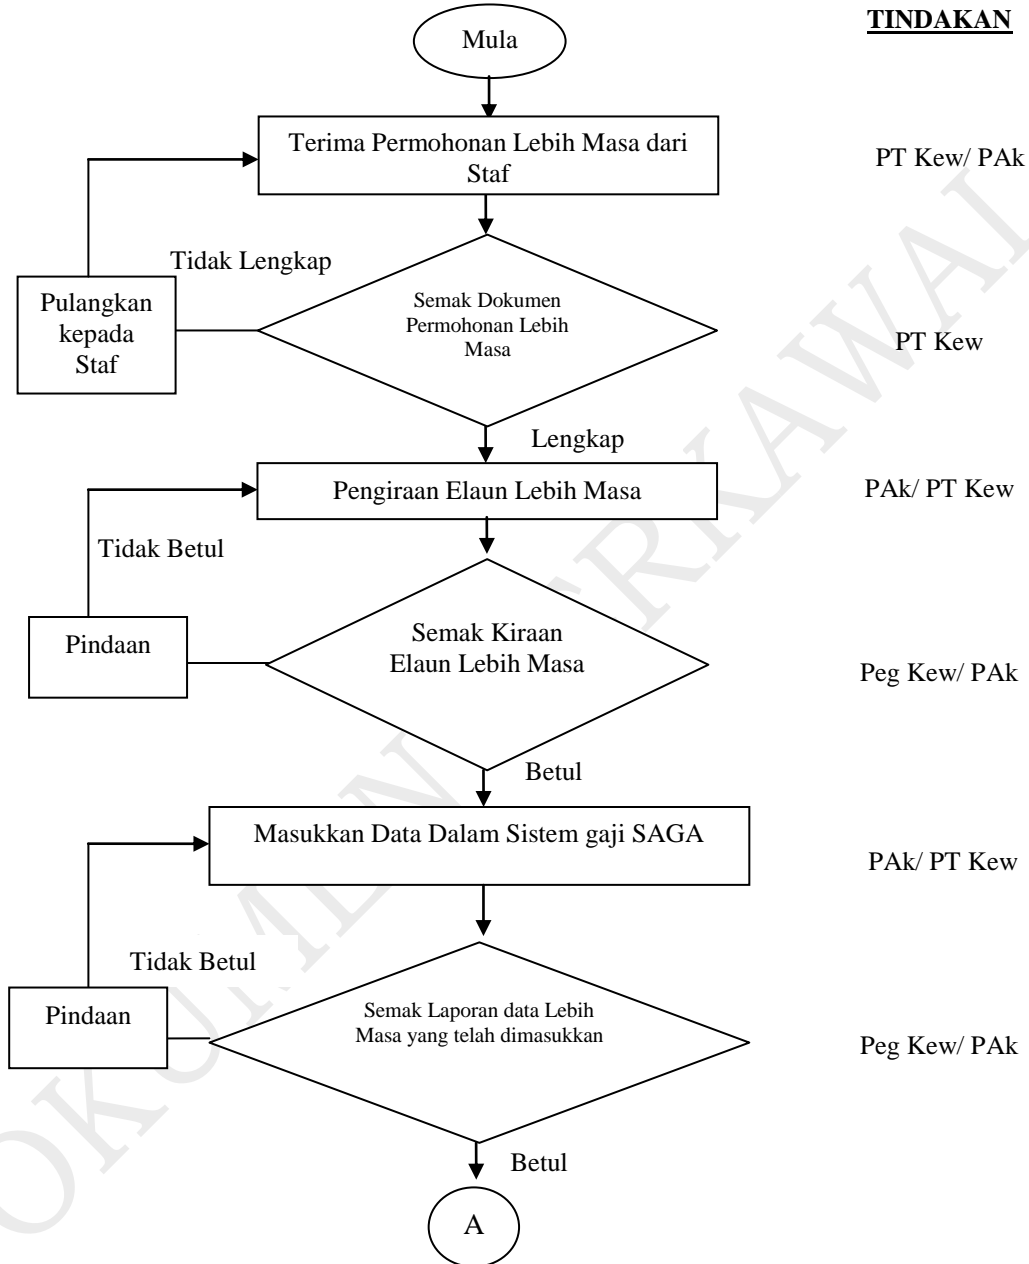 TINDAKAN
Mula
Terima Permohonan Lebih Masa dari
Staf
PT Kew/ PAk
Tidak Lengkap
Pulangkan
kepada
Staf
Semak Dokumen
Permohonan Lebih
Masa
PT Kew
Lengkap
Pengiraan Elaun Lebih Masa
PAk/ PT Kew
Tidak Betul
Pindaan
Semak Kiraan
Elaun Lebih Masa
Peg Kew/ PAk
Betul
Masukkan Data Dalam Sistem gaji SAGA
PAk/ PT Kew
Tidak Betul
Pindaan
Semak Laporan data Lebih
Masa yang telah dimasukkan
Peg Kew/ PAk
Betul
A